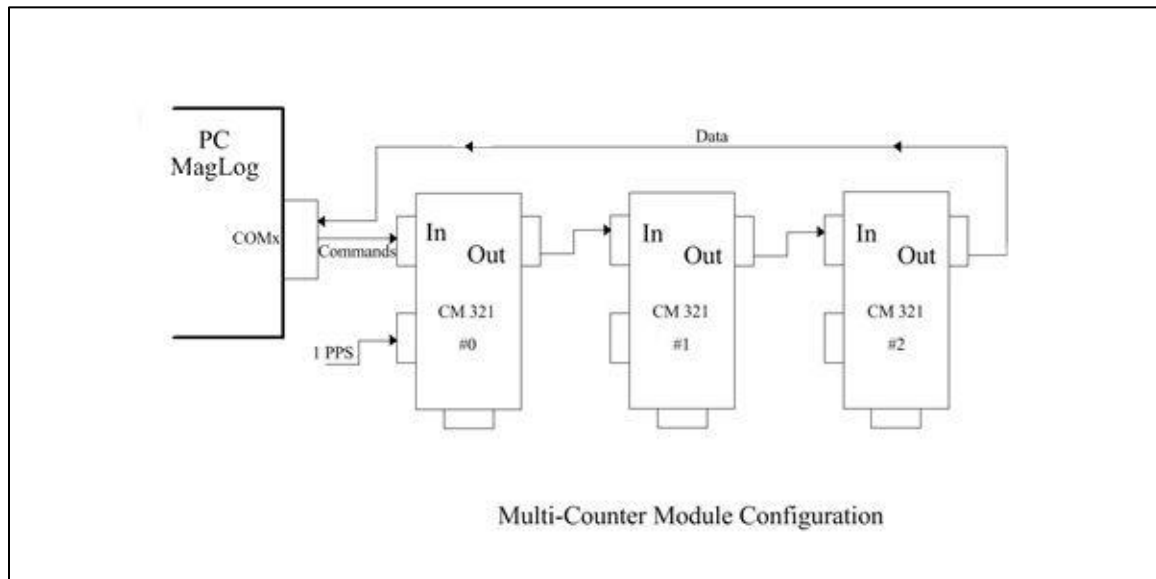 PC
MagLog
COMx
Data
Commands
1 PPS
In
Out
CM 321
#0
In
Out
CM 321
#1
In
Out
CM 321
#2
Multi-Counter Module Configuration